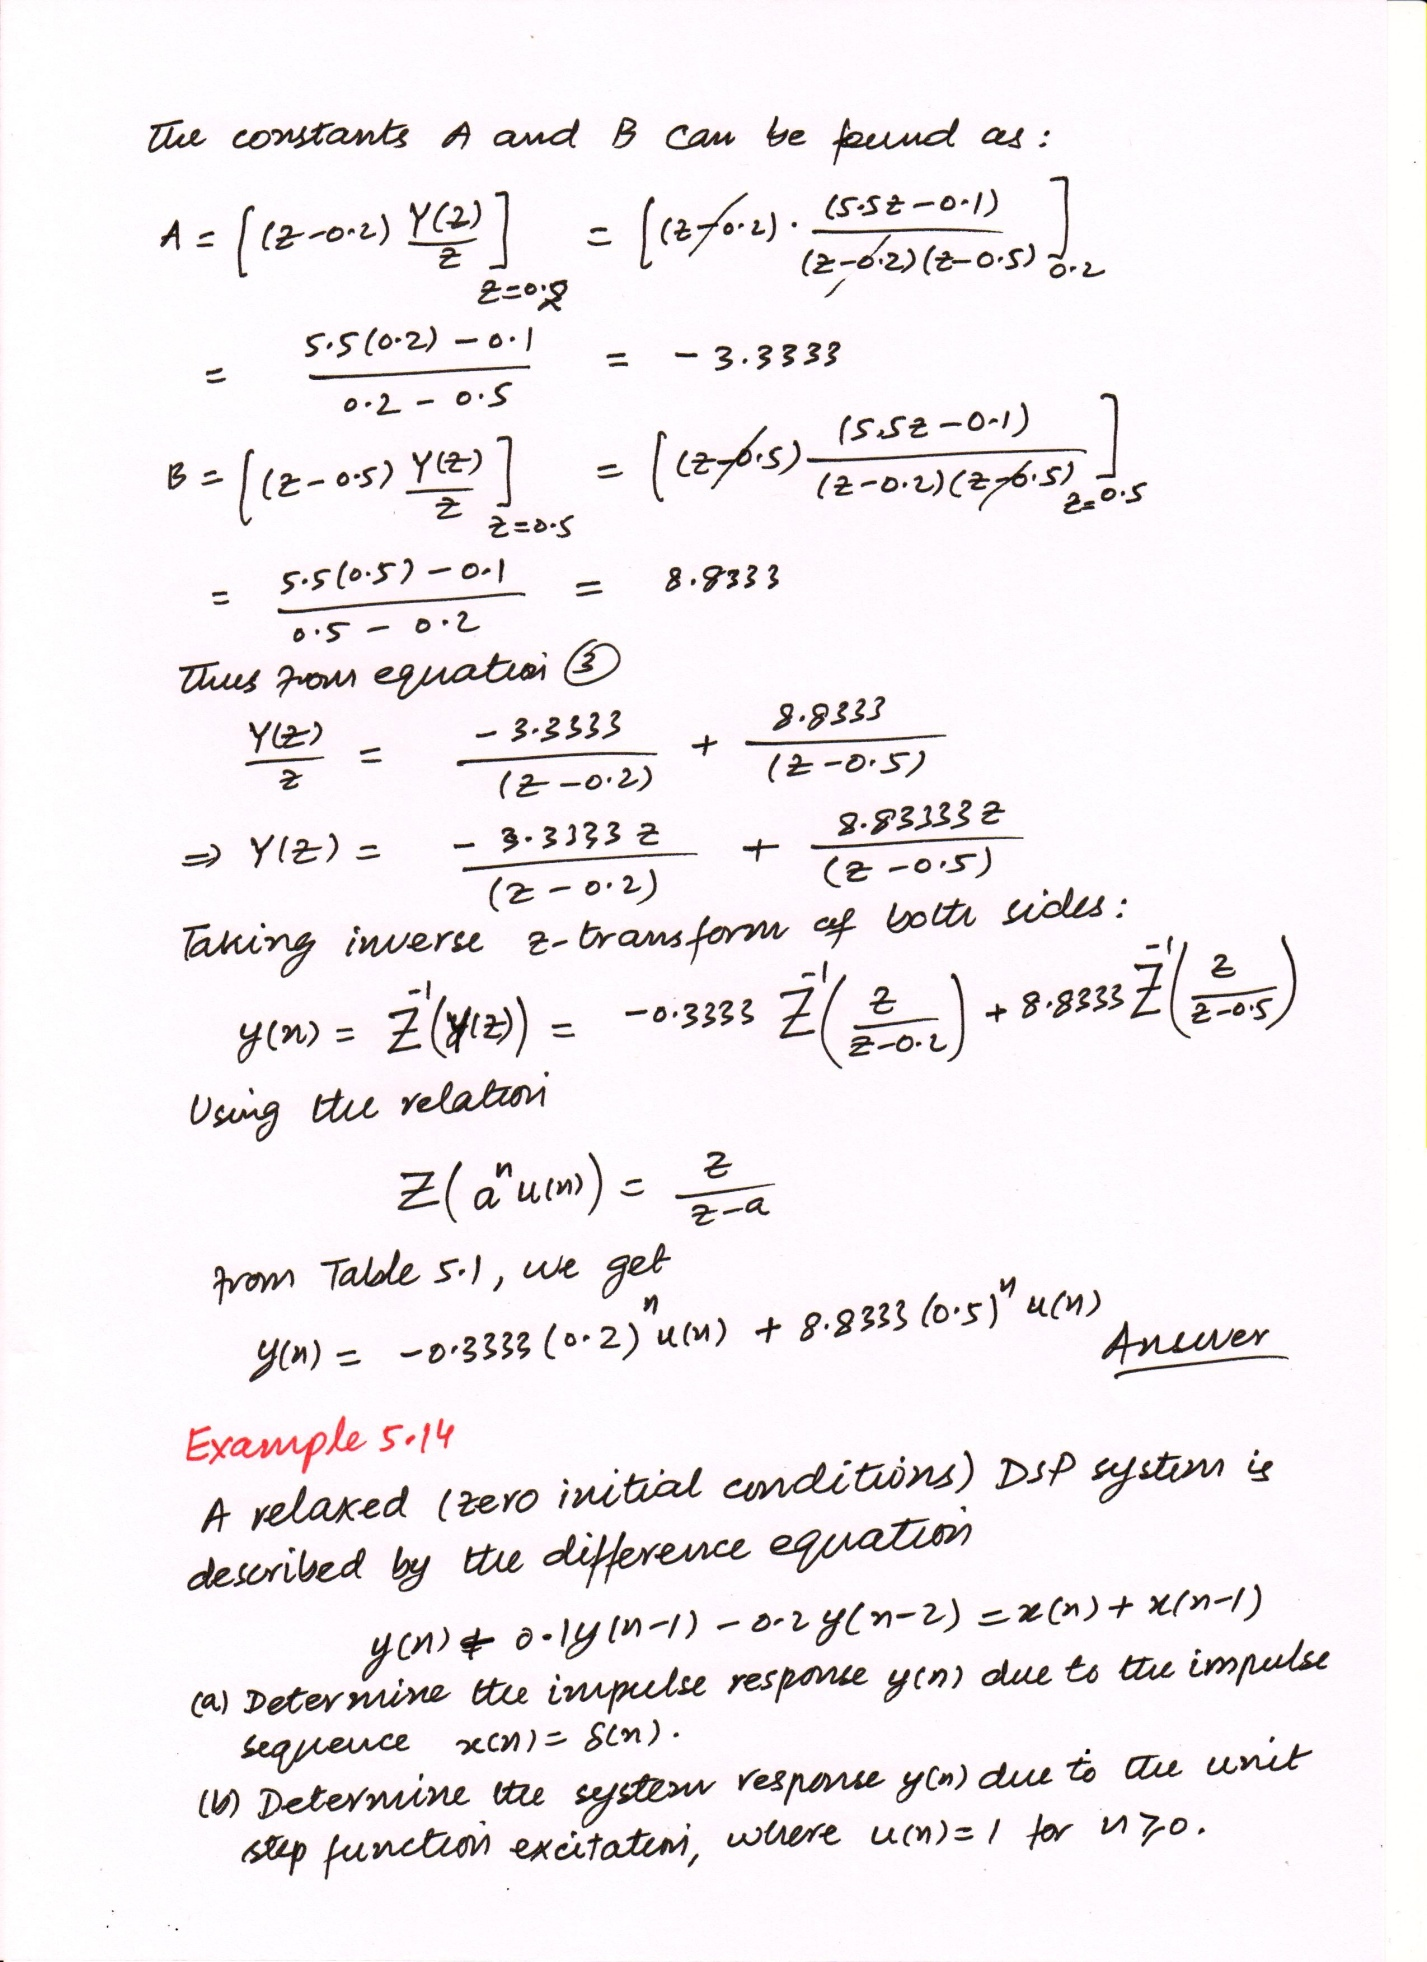 The constants A and B can be found as:
A = [(z-0.2) Y(z)/z]_{z=0.2} = [(z-0.2) · (5.5z-0.1)/((z-0.2)(z-0.5))]_{0.2}
= (5.5(0.2) - 0.1)/(0.2 - 0.5) = - 3.3333
B = [(z-0.5) Y(z)/z]_{z=0.5} = [(z-0.5) (5.5z-0.1)/((z-0.2)(z-0.5))]_{z=0.5}
= (5.5(0.5) - 0.1)/(0.5 - 0.2) = 8.8333
Thus from equation ③
Y(z)/z = -3.3333/(z-0.2) + 8.8333/(z-0.5)
⇒ Y(z) = -3.3333z/(z-0.2) + 8.83333z/(z-0.5)
Taking inverse z-transform of both sides:
y(n) = Z^{-1}(Y(z)) = -0.3333 Z^{-1}(z/(z-0.2)) + 8.8333 Z^{-1}(z/(z-0.5))
Using the relation
Z(a^n u(n)) = z/(z-a)
from Table 5.1, we get
y(n) = -0.3333 (0.2)^n u(n) + 8.8333 (0.5)^n u(n) Answer
Example 5.14
A relaxed (zero initial conditions) DSP system is
described by the difference equation
y(n) + 0.1y(n-1) - 0.2y(n-2) = x(n) + x(n-1)
(a) Determine the impulse response y(n) due to the impulse
sequence x(n) = δ(n).
(b) Determine the system response y(n) due to the unit
step function excitation, where u(n) = 1 for n≥0.